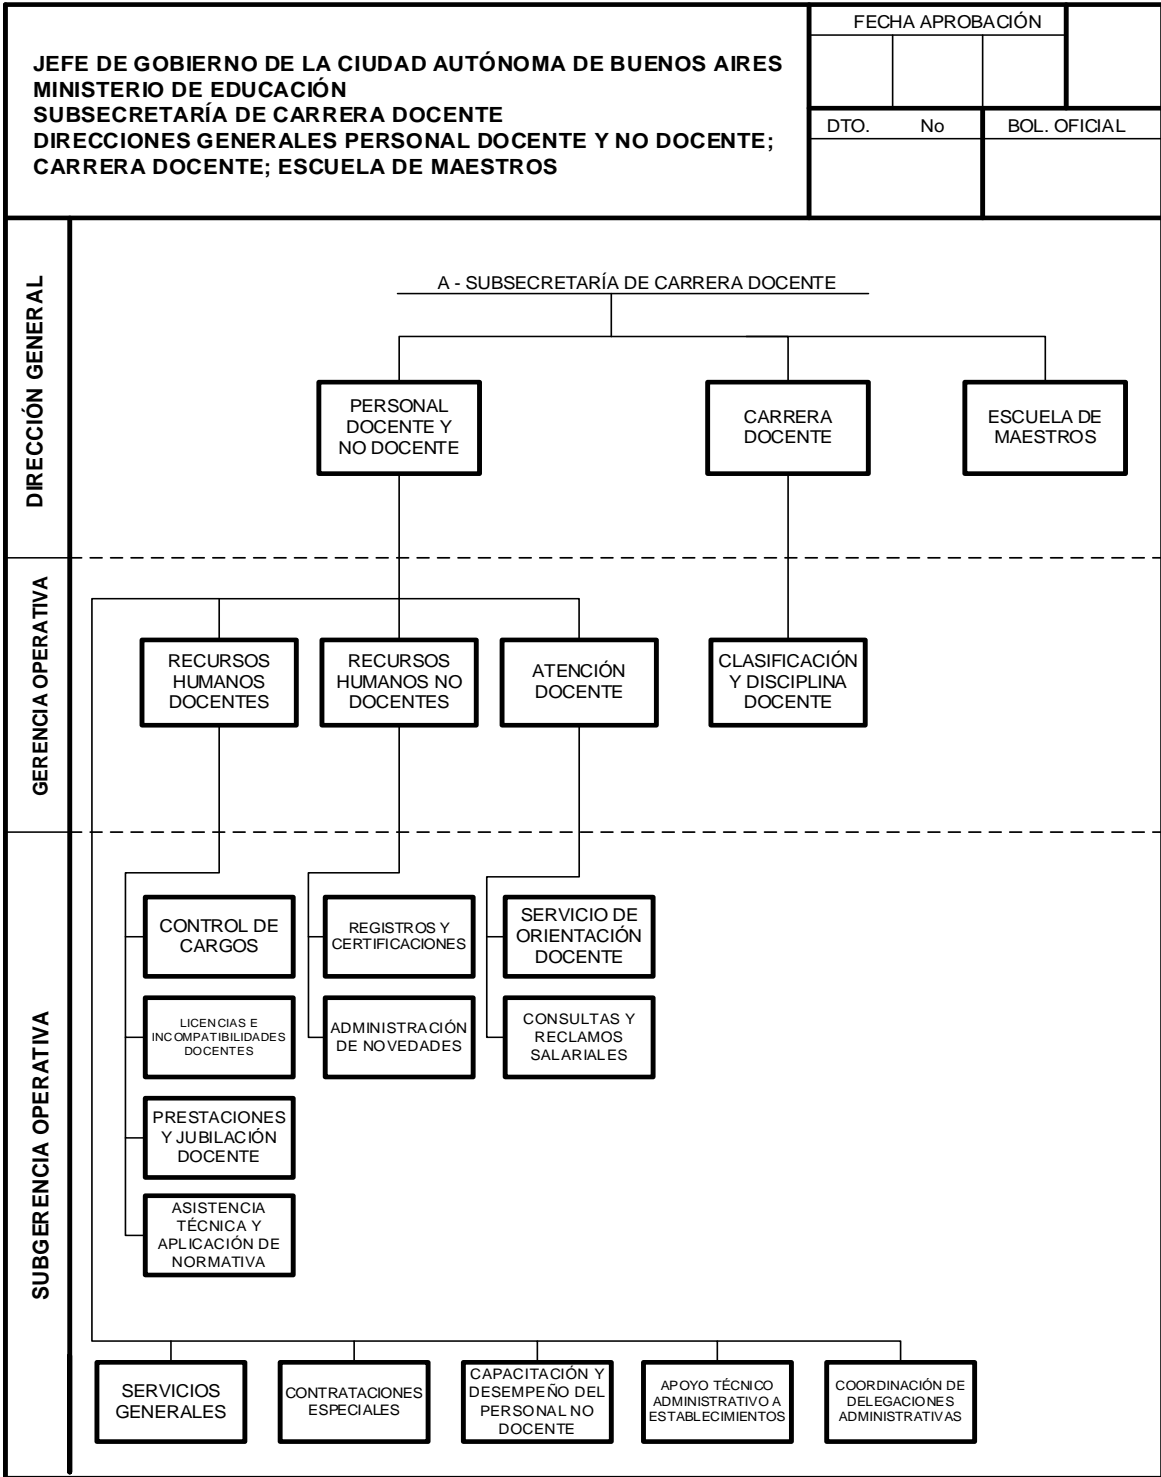 JEFE DE GOBIERNO DE LA CIUDAD AUTÓNOMA DE BUENOS AIRES
MINISTERIO DE EDUCACIÓN
SUBSECRETARÍA DE CARRERA DOCENTE
DIRECCIONES GENERALES PERSONAL DOCENTE Y NO DOCENTE;
CARRERA DOCENTE; ESCUELA DE MAESTROS
FECHA APROBACIÓN
DTO. No
BOL. OFICIAL
DIRECCIÓN GENERAL
A - SUBSECRETARÍA DE CARRERA DOCENTE
PERSONAL
DOCENTE Y
NO DOCENTE
CARRERA
DOCENTE
ESCUELA DE
MAESTROS
GERENCIA OPERATIVA
RECURSOS
HUMANOS
DOCENTES
RECURSOS
HUMANOS NO
DOCENTES
ATENCIÓN
DOCENTE
CLASIFICACIÓN
Y DISCIPLINA
DOCENTE
SUBGERENCIA OPERATIVA
CONTROL DE
CARGOS
REGISTROS Y
CERTIFICACIONES
SERVICIO DE
ORIENTACIÓN
DOCENTE
LICENCIAS E
INCOMPATIBILIDADES
DOCENTES
ADMINISTRACIÓN
DE NOVEDADES
CONSULTAS Y
RECLAMOS
SALARIALES
PRESTACIONES
Y JUBILACIÓN
DOCENTE
ASISTENCIA
TÉCNICA Y
APLICACIÓN DE
NORMATIVA
SERVICIOS
GENERALES
CONTRATACIONES
ESPECIALES
CAPACITACIÓN Y
DESEMPEÑO DEL
PERSONAL NO
DOCENTE
APOYO TÉCNICO
ADMINISTRATIVO A
ESTABLECIMIENTOS
COORDINACIÓN DE
DELEGACIONES
ADMINISTRATIVAS